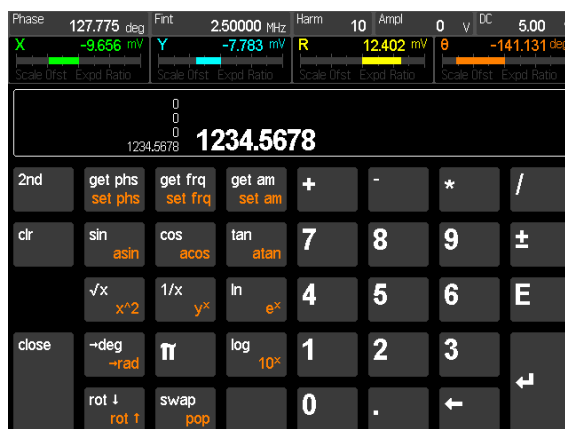 Phase 127.775 deg Fint 2.50000 MHz Harm 10 Ampl 0 V DC 5.00
X -9.656 mV Y -7.783 mV R 12.402 mV θ -141.131 deg
Scale Ofst Expd Ratio Scale Ofst Expd Ratio Scale Ofst Expd Ratio Scale Ofst Expd Ratio
0
0
0
1234.5678 1234.5678
2nd get phs get frq get am + - * /
set phs set frq set am
clr sin cos tan 7 8 9 ±
asin acos atan
√x 1/x ln 4 5 6 E
x^2 yˣ eˣ
close →deg π log 1 2 3 ↵
→rad 10ˣ
rot ↓ swap 0 . ←
rot ↑ pop